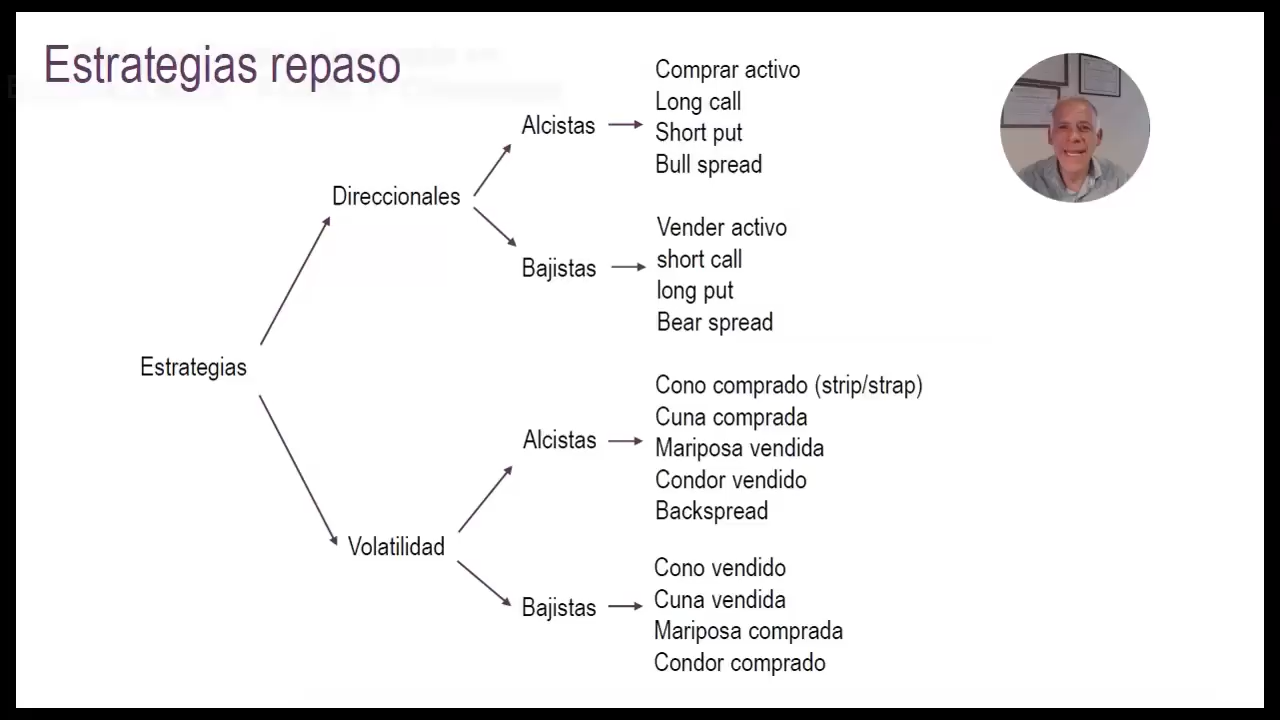 Estrategias repaso
Comprar activo
Long call
Alcistas
Short put
Bull spread
Direccionales
Vender activo
short call
Bajistas
long put
Bear spread
Estrategias
Cono comprado (strip/strap)
Cuna comprada
Alcistas
Mariposa vendida
Condor vendido
Backspread
Volatilidad
Cono vendido
Cuna vendida
Bajistas
Mariposa comprada
Condor comprado